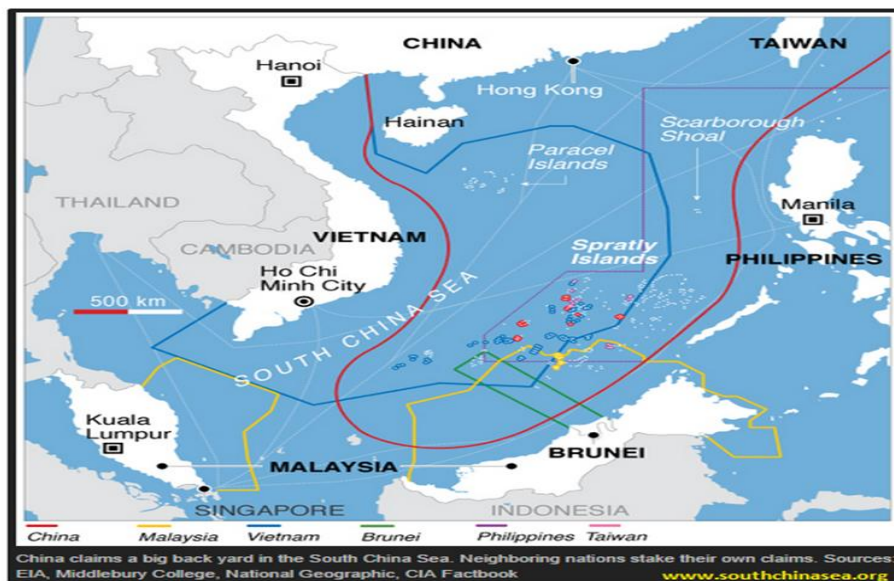 CHINA
TAIWAN
Hanoi
Hong Kong
Hainan
Scarborough
Shoal
Paracel
Islands
THAILAND
Manila
VIETNAM
CAMBODIA
Spratly
Islands
PHILIPPINES
Ho Chi
Minh City
500 km
SOUTH CHINA SEA
Kuala
Lumpur
BRUNEI
MALAYSIA
SINGAPORE
INDONESIA
China Malaysia Vietnam Brunei Philippines Taiwan
China claims a big back yard in the South China Sea. Neighboring nations stake their own claims. Sources:
EIA, Middlebury College, National Geographic, CIA Factbook
www.southchinasea.org